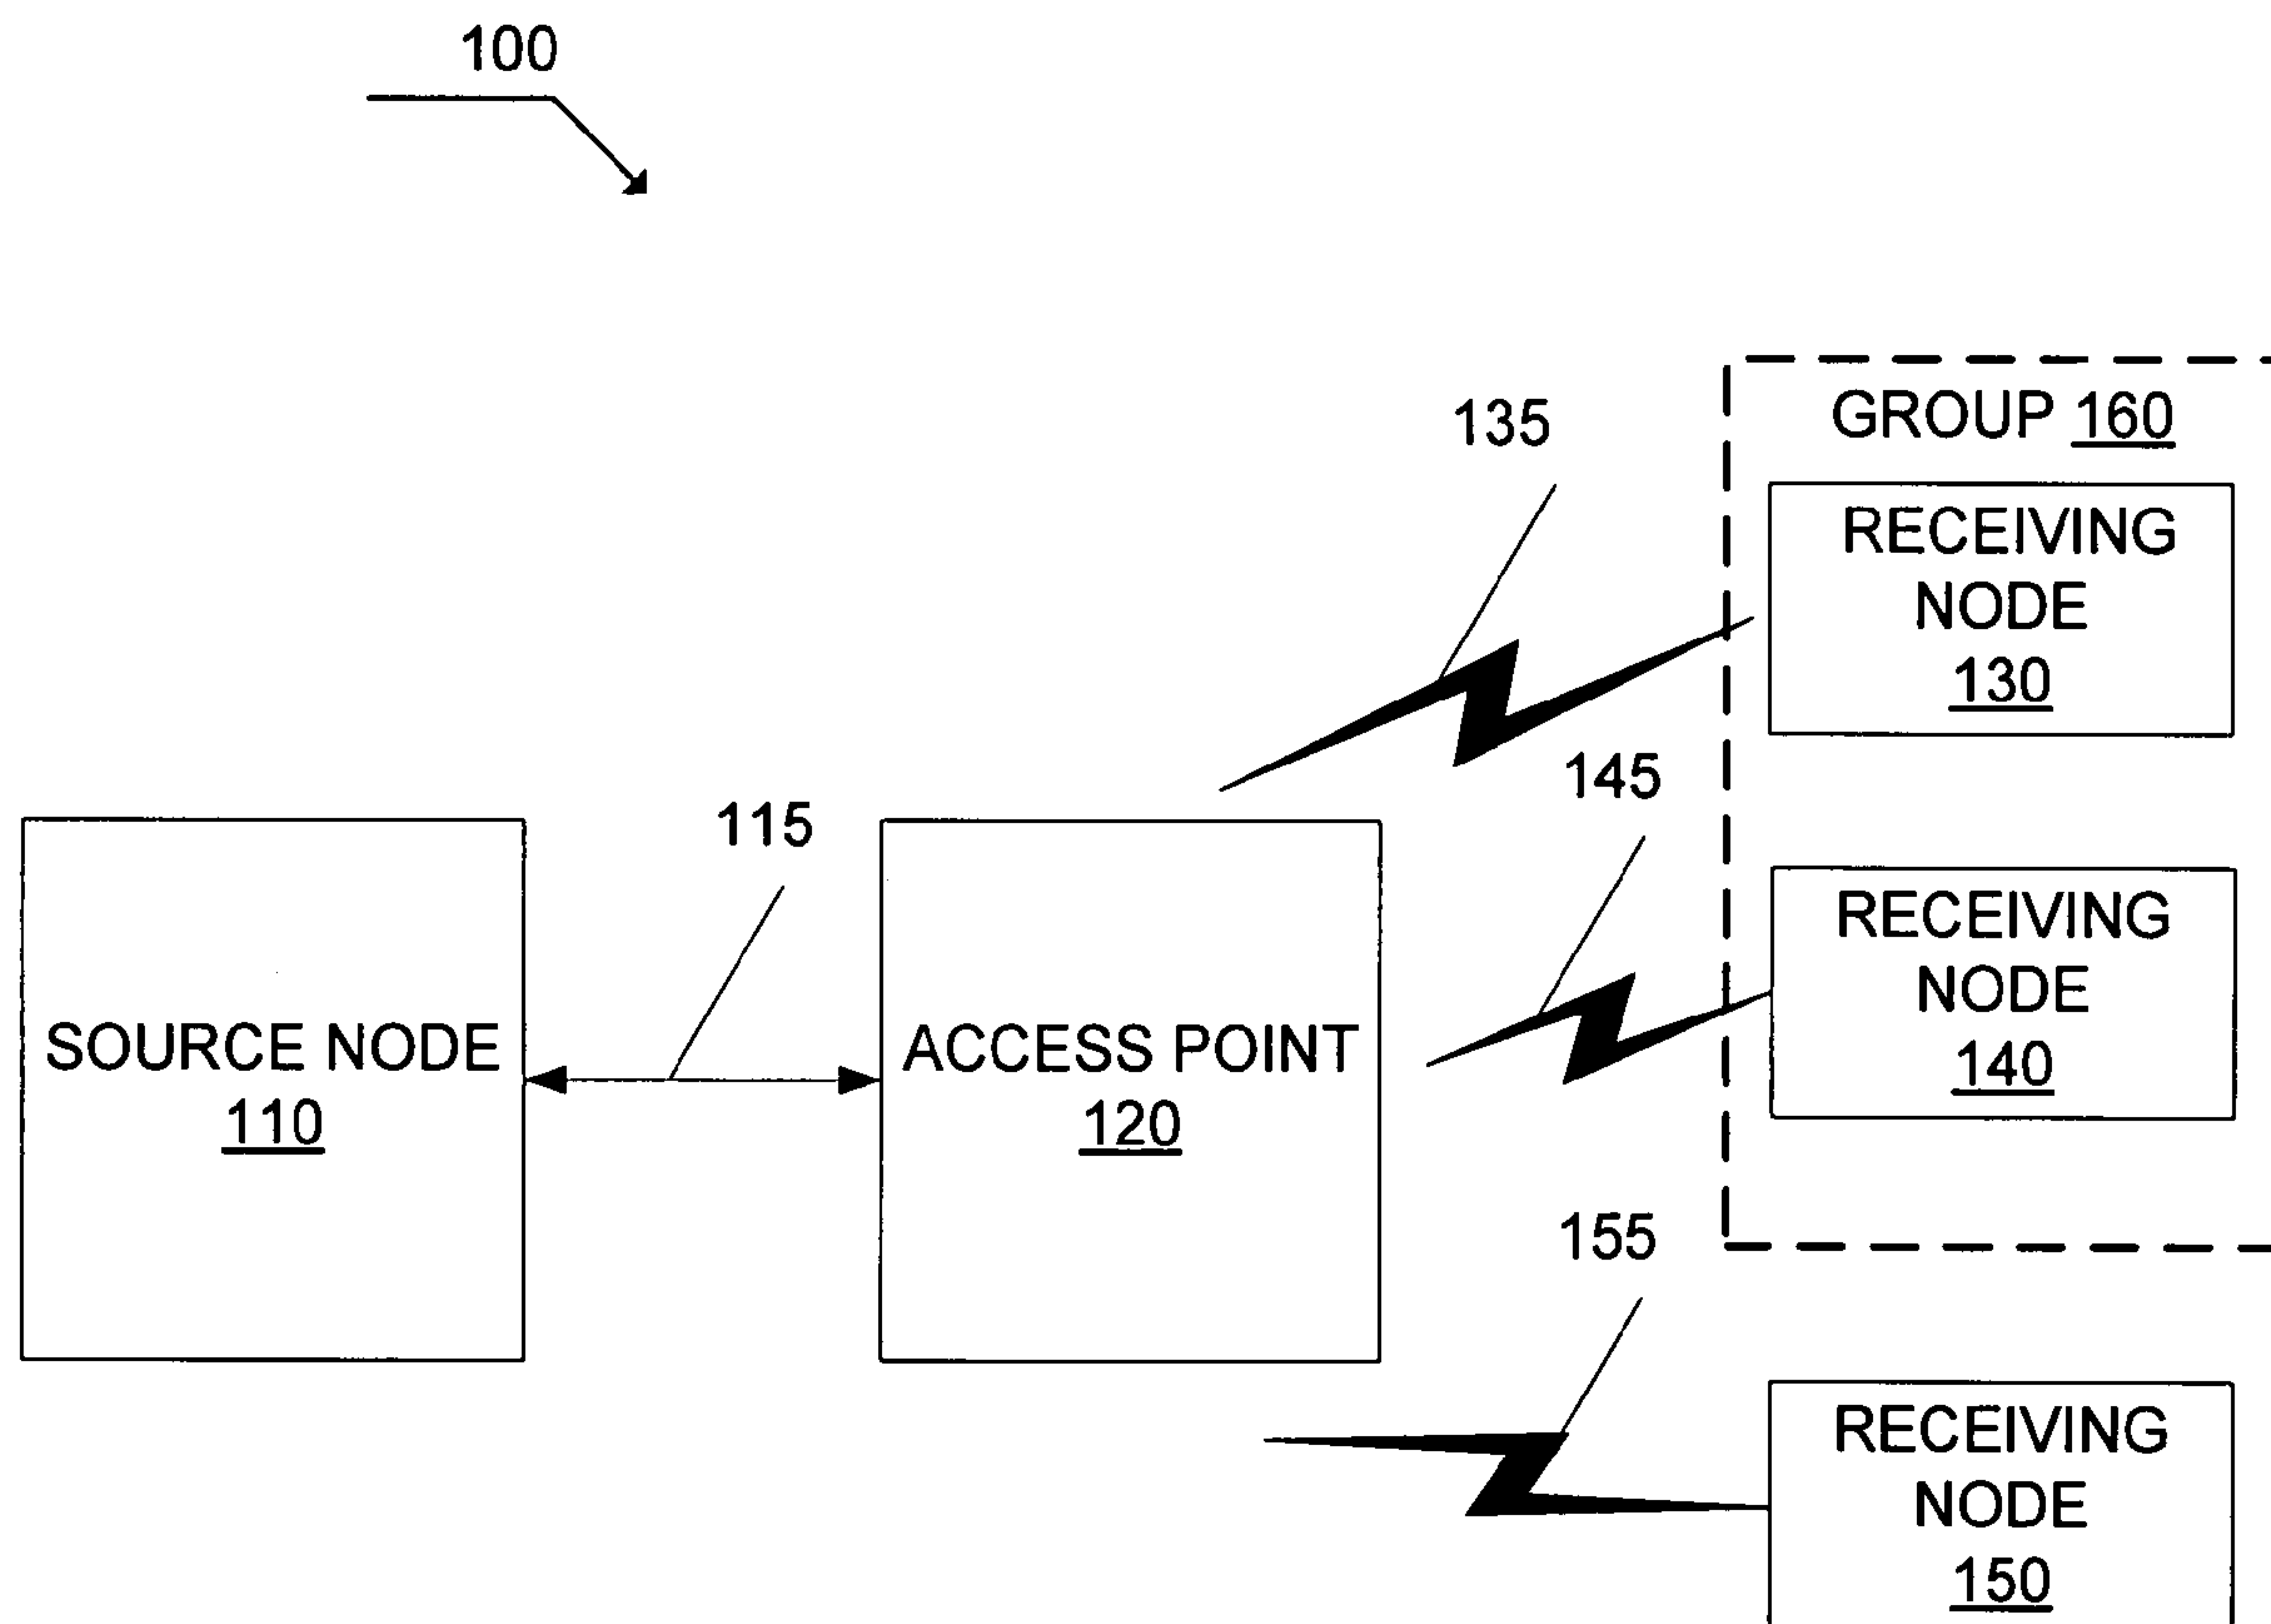 100
GROUP 160
135
RECEIVING
NODE
130
145
115
RECEIVING
NODE
140
SOURCE NODE
110
ACCESS POINT
120
155
RECEIVING
NODE
150